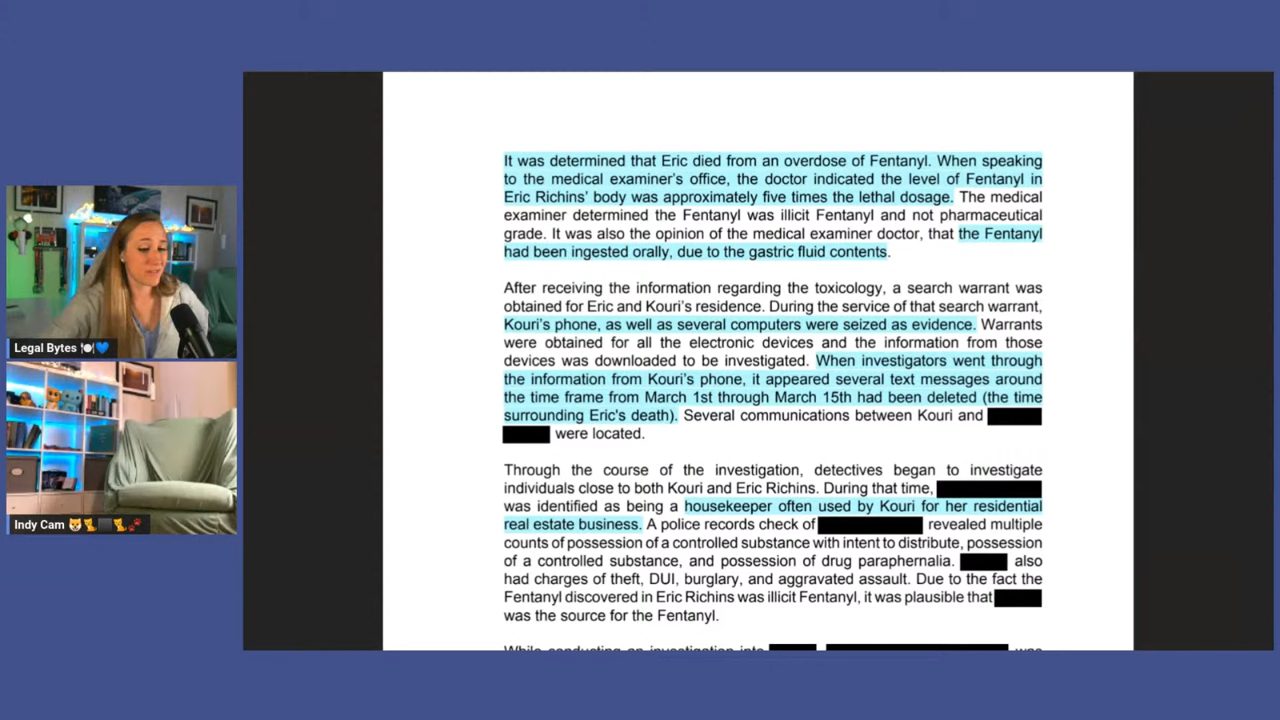 It was determined that Eric died from an overdose of Fentanyl. When speaking
to the medical examiner's office, the doctor indicated the level of Fentanyl in
Eric Richins' body was approximately five times the lethal dosage. The medical
examiner determined the Fentanyl was illicit Fentanyl and not pharmaceutical
grade. It was also the opinion of the medical examiner doctor, that the Fentanyl
had been ingested orally, due to the gastric fluid contents.
After receiving the information regarding the toxicology, a search warrant was
obtained for Eric and Kouri's residence. During the service of that search warrant,
Kouri's phone, as well as several computers were seized as evidence. Warrants
were obtained for all the electronic devices and the information from those
devices was downloaded to be investigated. When investigators went through
the information from Kouri's phone, it appeared several text messages around
the time frame from March 1st through March 15th had been deleted (the time
surrounding Eric's death). Several communications between Kouri and
were located.
Through the course of the investigation, detectives began to investigate
individuals close to both Kouri and Eric Richins. During that time,
was identified as being a housekeeper often used by Kouri for her residential
real estate business. A police records check of revealed multiple
counts of possession of a controlled substance with intent to distribute, possession
of a controlled substance, and possession of drug paraphernalia. also
had charges of theft, DUI, burglary, and aggravated assault. Due to the fact the
Fentanyl discovered in Eric Richins was illicit Fentanyl, it was plausible that
was the source for the Fentanyl.
While conducting an investigation into was
Legal Bytes 🍽️💙
Indy Cam 🐱🐈⬛🐈🐾